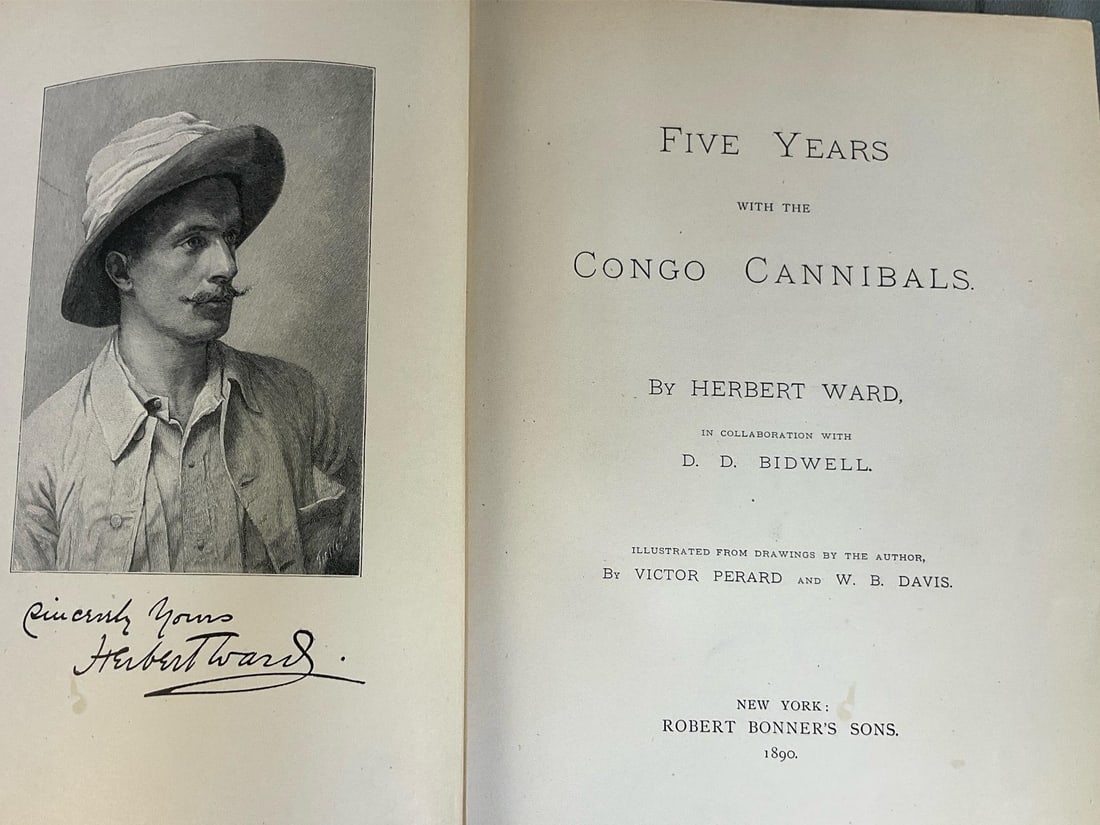 Sincerely Yours
Herbert Ward.
FIVE YEARS
WITH THE
CONGO CANNIBALS.
BY HERBERT WARD,
IN COLLABORATION WITH
D. D. BIDWELL.
ILLUSTRATED FROM DRAWINGS BY THE AUTHOR,
BY VICTOR PERARD AND W. B. DAVIS.
NEW YORK:
ROBERT BONNER'S SONS.
1890.